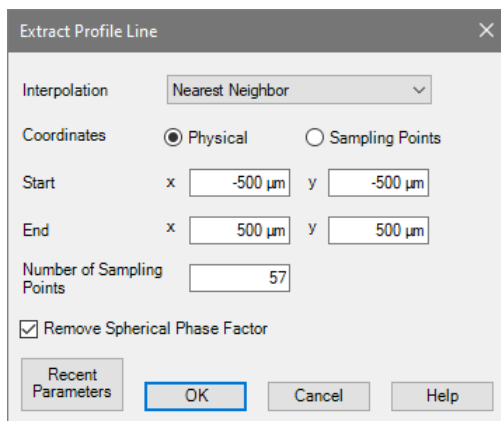 Extract Profile Line
Interpolation Nearest Neighbor
Coordinates Physical Sampling Points
Start x -500 µm y -500 µm
End x 500 µm y 500 µm
Number of Sampling
Points 57
Remove Spherical Phase Factor
Recent
Parameters OK Cancel Help